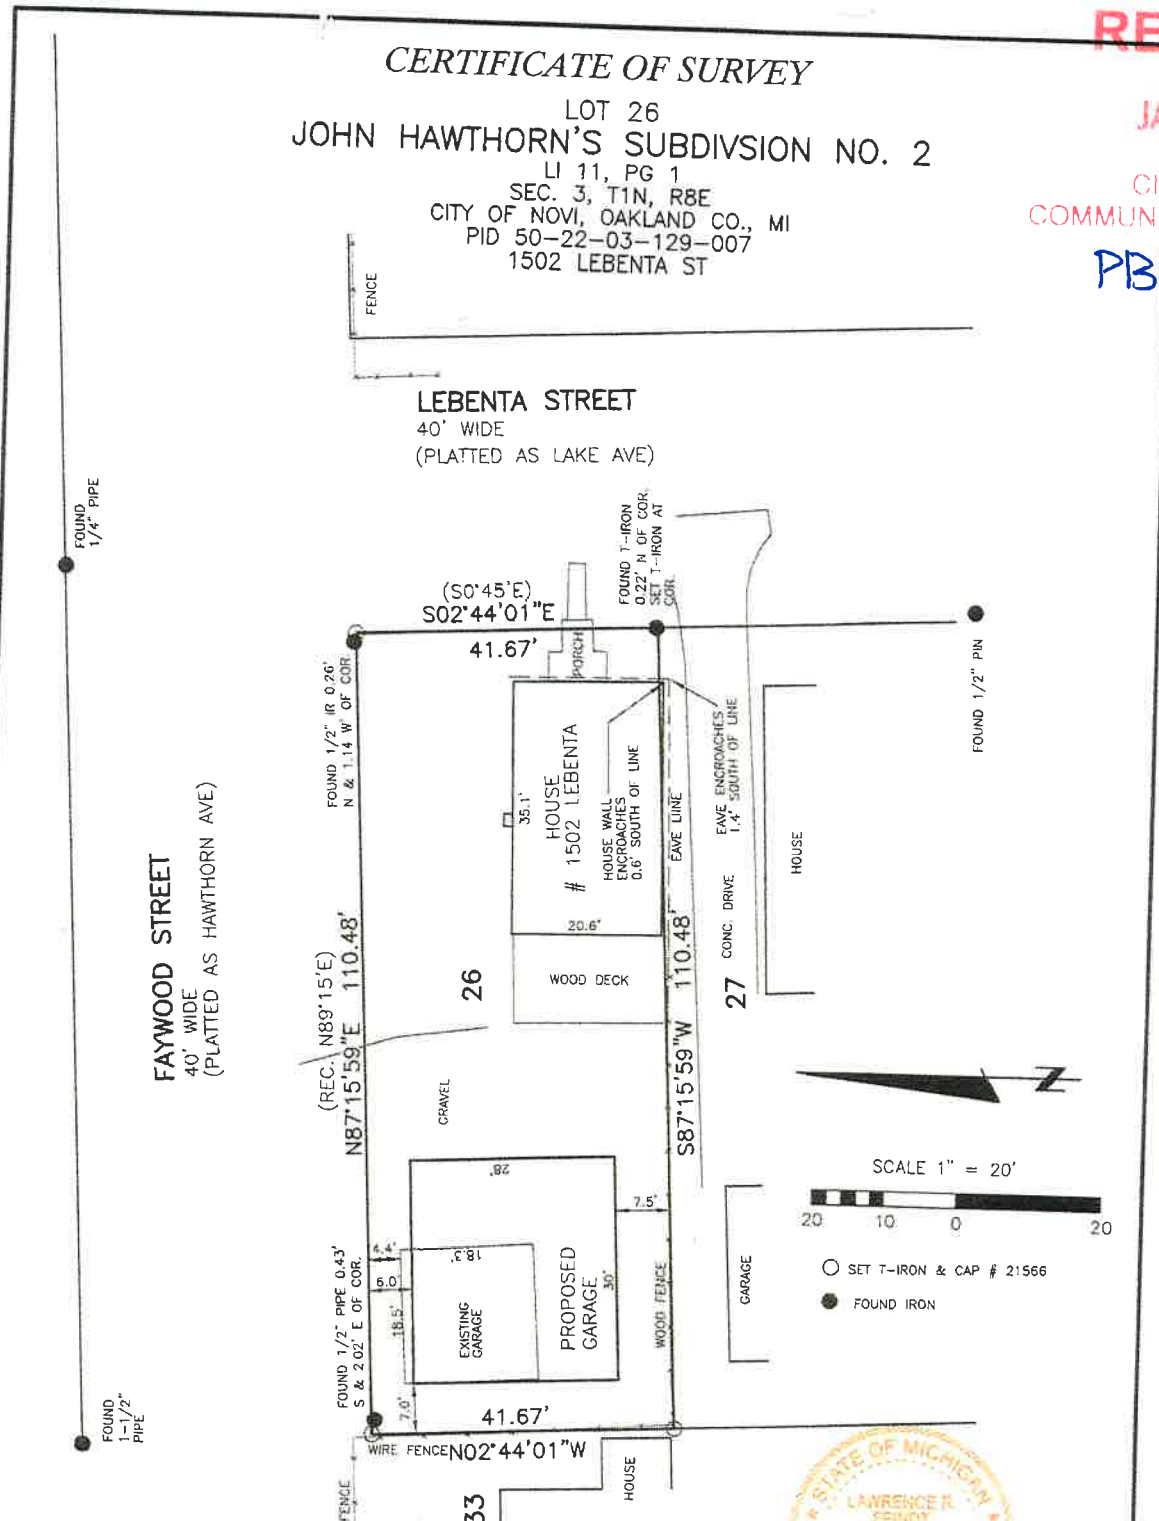 CERTIFICATE OF SURVEY
LOT 26
JOHN HAWTHORN'S SUBDIVSION NO. 2
LI 11, PG 1
SEC. 3, T1N, R8E
CITY OF NOVI, OAKLAND CO., MI
PID 50-22-03-129-007
1502 LEBENTA ST
RE
JA
CI
COMMUN
PB
FENCE
LEBENTA STREET
40' WIDE
(PLATTED AS LAKE AVE)
FOUND
1/4" PIPE
(S0°45'E)
S02°44'01"E
41.67'
FOUND T-IRON
0.22' N OF COR.
SET T-IRON AT
COR.
PORCH
FOUND 1/2" IR 0.26'
N & 1.14' W OF COR.
FOUND 1/2" PIN
35.1'
HOUSE
# 1502 LEBENTA
HOUSE WALL
ENCROACHES
0.6' SOUTH OF LINE
EAVE LIINE
EAVE ENCROACHES
1.4' SOUTH OF LINE
HOUSE
20.6'
WOOD DECK
26
27
CONC. DRIVE
FAYWOOD STREET
40' WIDE
(PLATTED AS HAWTHORN AVE)
(REC. N89°15'E)
N87°15'59"E 110.48'
S87°15'59"W 110.48'
GRAVEL
N
SCALE 1" = 20'
20 10 0 20
SET T-IRON & CAP # 21566
FOUND IRON
28'
7.5'
4.4'
18.3'
6.0'
18.5'
EXISTING
GARAGE
PROPOSED
GARAGE
30'
WOOD FENCE
GARAGE
FOUND 1/2" PIPE 0.43'
S & 2.02' E OF COR.
7.0'
41.67'
FOUND
1-1/2"
PIPE
WIRE FENCE
N02°44'01"W
FENCE
33
HOUSE
STATE OF MICHIGAN
LAWRENCE R.